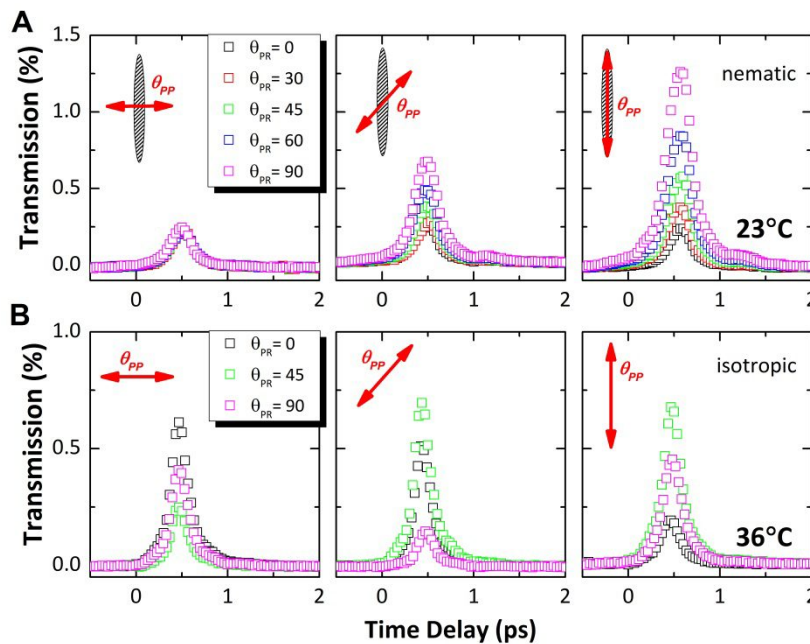 A
Transmission (%)
1.5
1.0
0.5
0.0
θPP
θPR= 0
θPR= 30
θPR= 45
θPR= 60
θPR= 90
θPP
θPP
nematic
23°C
0 1 2
0 1 2
0 1 2
B
Transmission (%)
1.0
0.5
0.0
θPP
θPR= 0
θPR= 45
θPR= 90
θPP
θPP
isotropic
36°C
0 1 2
0 1 2
0 1 2
Time Delay (ps)